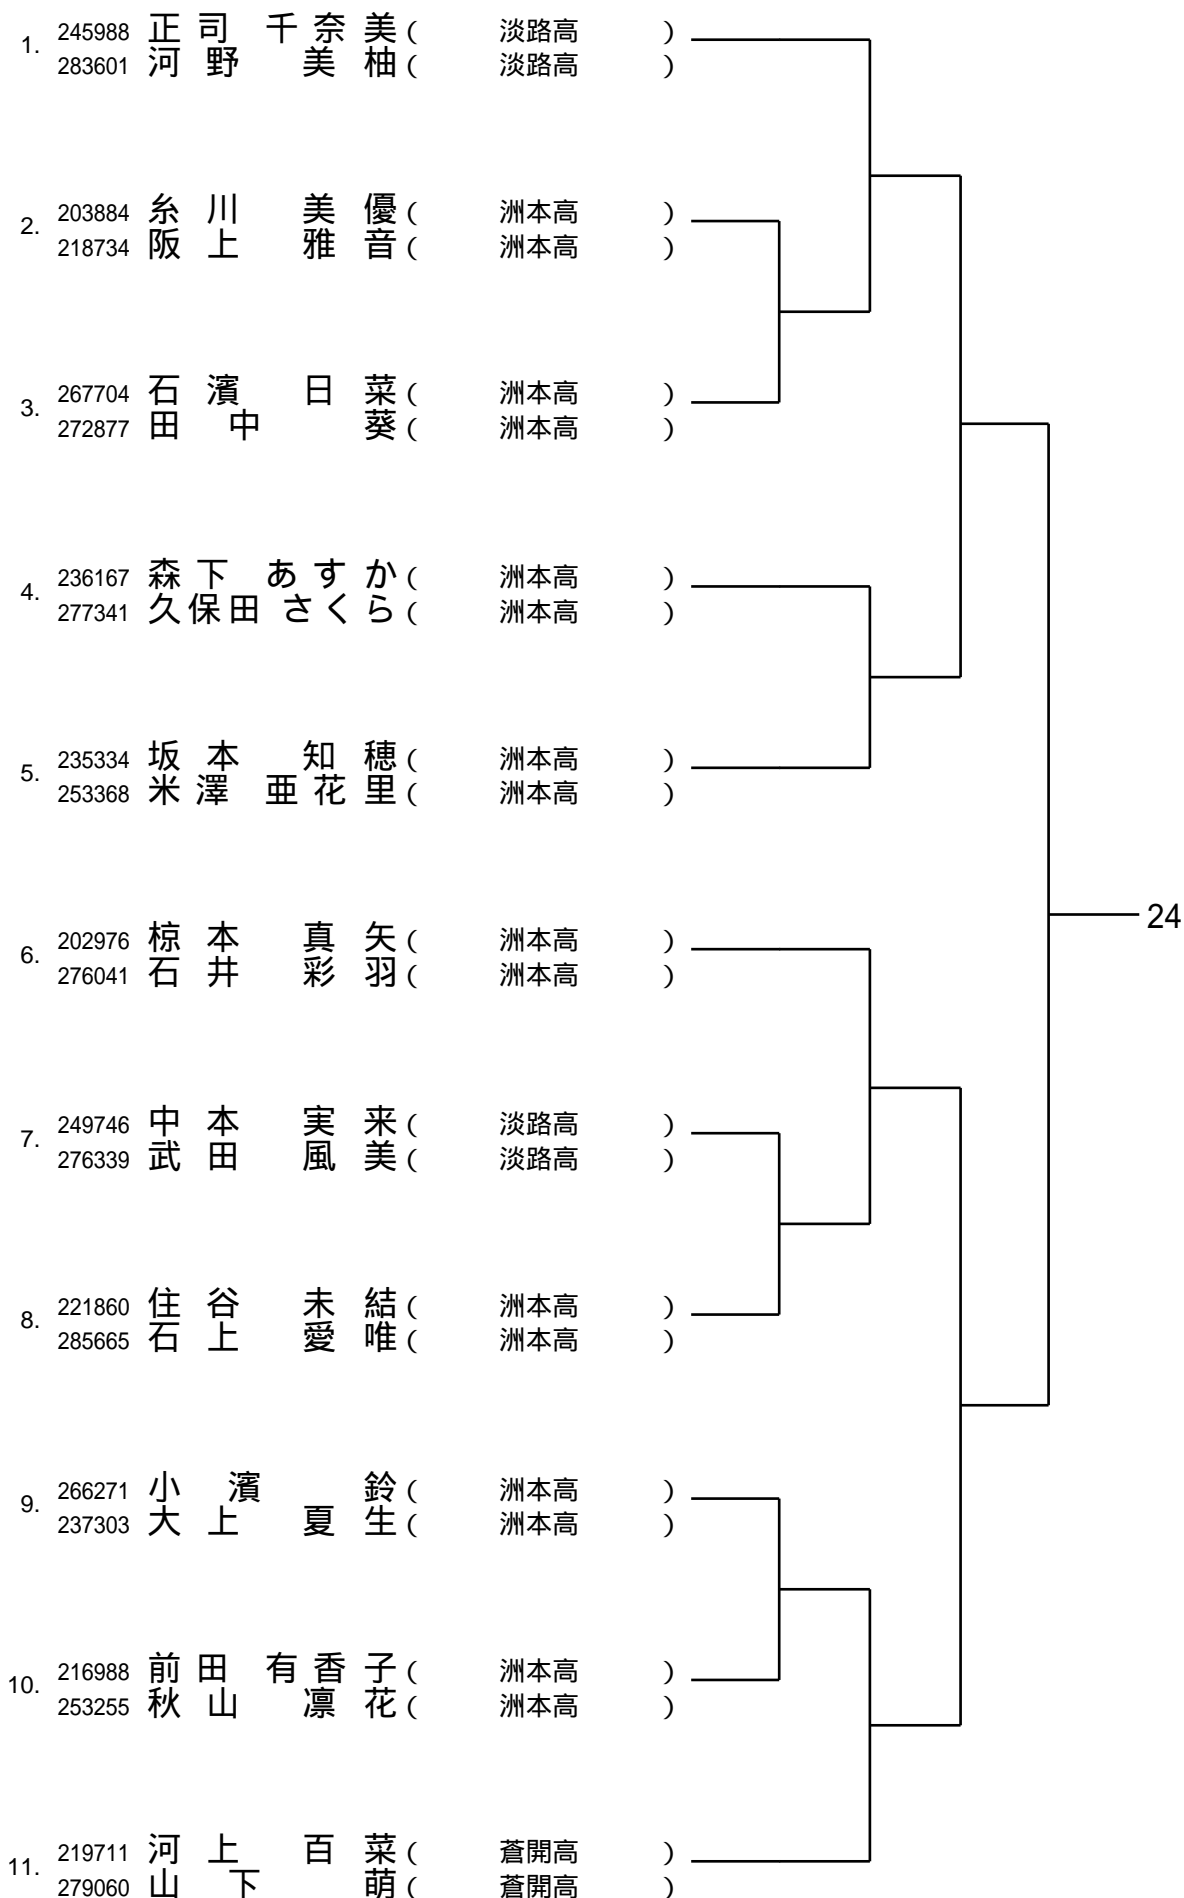 1. 245988 正司 千奈美 ( 淡路高 )
283601 河野 美柚 ( 淡路高 )
2. 203884 糸川 美優 ( 洲本高 )
218734 阪上 雅音 ( 洲本高 )
3. 267704 石濱 日菜 ( 洲本高 )
272877 田中 葵 ( 洲本高 )
4. 236167 森下 あすか ( 洲本高 )
277341 久保田 さくら ( 洲本高 )
5. 235334 坂本 知穂 ( 洲本高 )
253368 米澤 亜花里 ( 洲本高 )
24
6. 202976 椋本 真矢 ( 洲本高 )
276041 石井 彩羽 ( 洲本高 )
7. 249746 中本 実来 ( 淡路高 )
276339 武田 風美 ( 淡路高 )
8. 221860 住谷 未結 ( 洲本高 )
285665 石上 愛唯 ( 洲本高 )
9. 266271 小濱 鈴 ( 洲本高 )
237303 大上 夏生 ( 洲本高 )
10. 216988 前田 有香子 ( 洲本高 )
253255 秋山 凛花 ( 洲本高 )
11. 219711 河上 百菜 ( 蒼開高 )
279060 山下 萌 ( 蒼開高 )